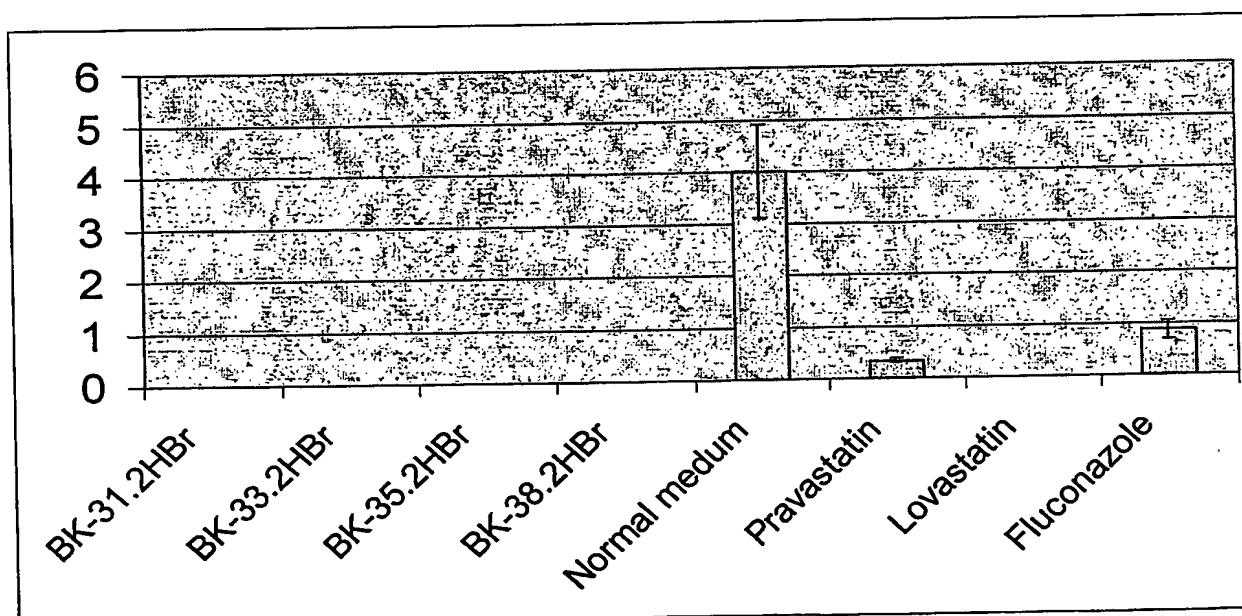 6
5
4
3
2
1
0
BK-31.2HBr
BK-33.2HBr
BK-35.2HBr
BK-38.2HBr
Normal medum
Pravastatin
Lovastatin
Fluconazole